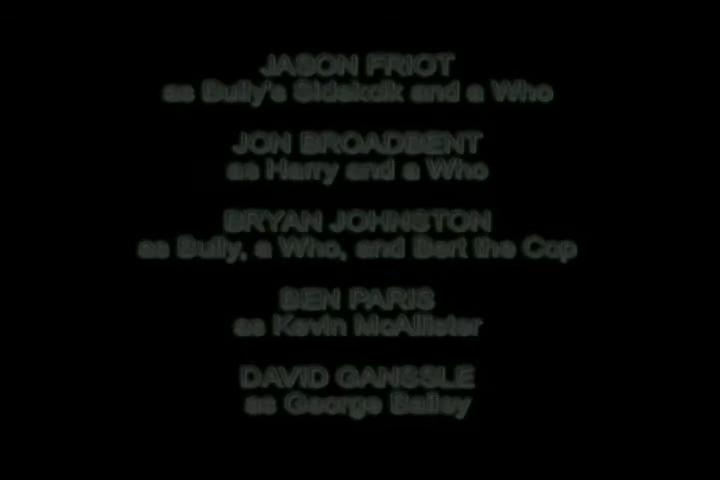 JASON FRIOT
as Bully's Sidekcik and a Who
JON BROADBENT
as Harry and a Who
BRYAN JOHNSTON
as Bully, a Who, and Bert the Cop
BEN PARIS
as Kevin McAllister
DAVID GANSSLE
as George Bailey